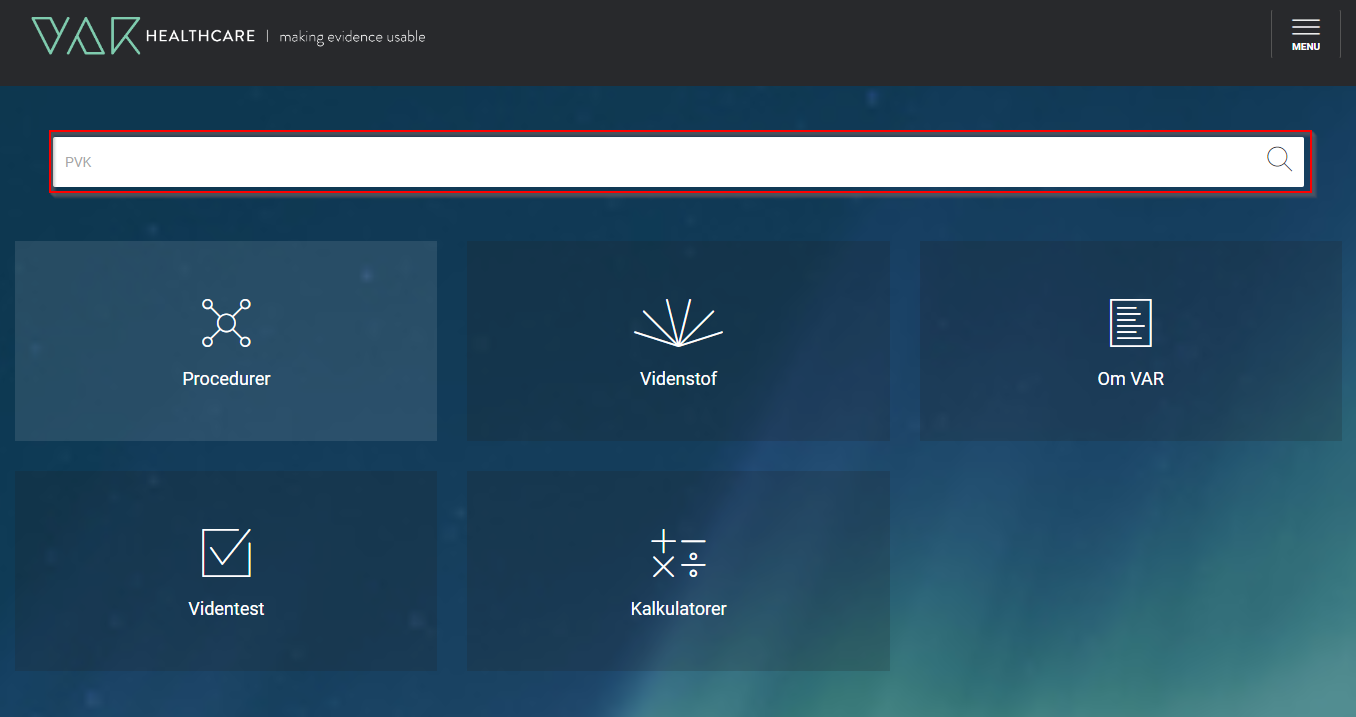 VAR HEALTHCARE | making evidence usable
MENU
PVK
Procedurer
Videnstof
Om VAR
Videntest
Kalkulatorer